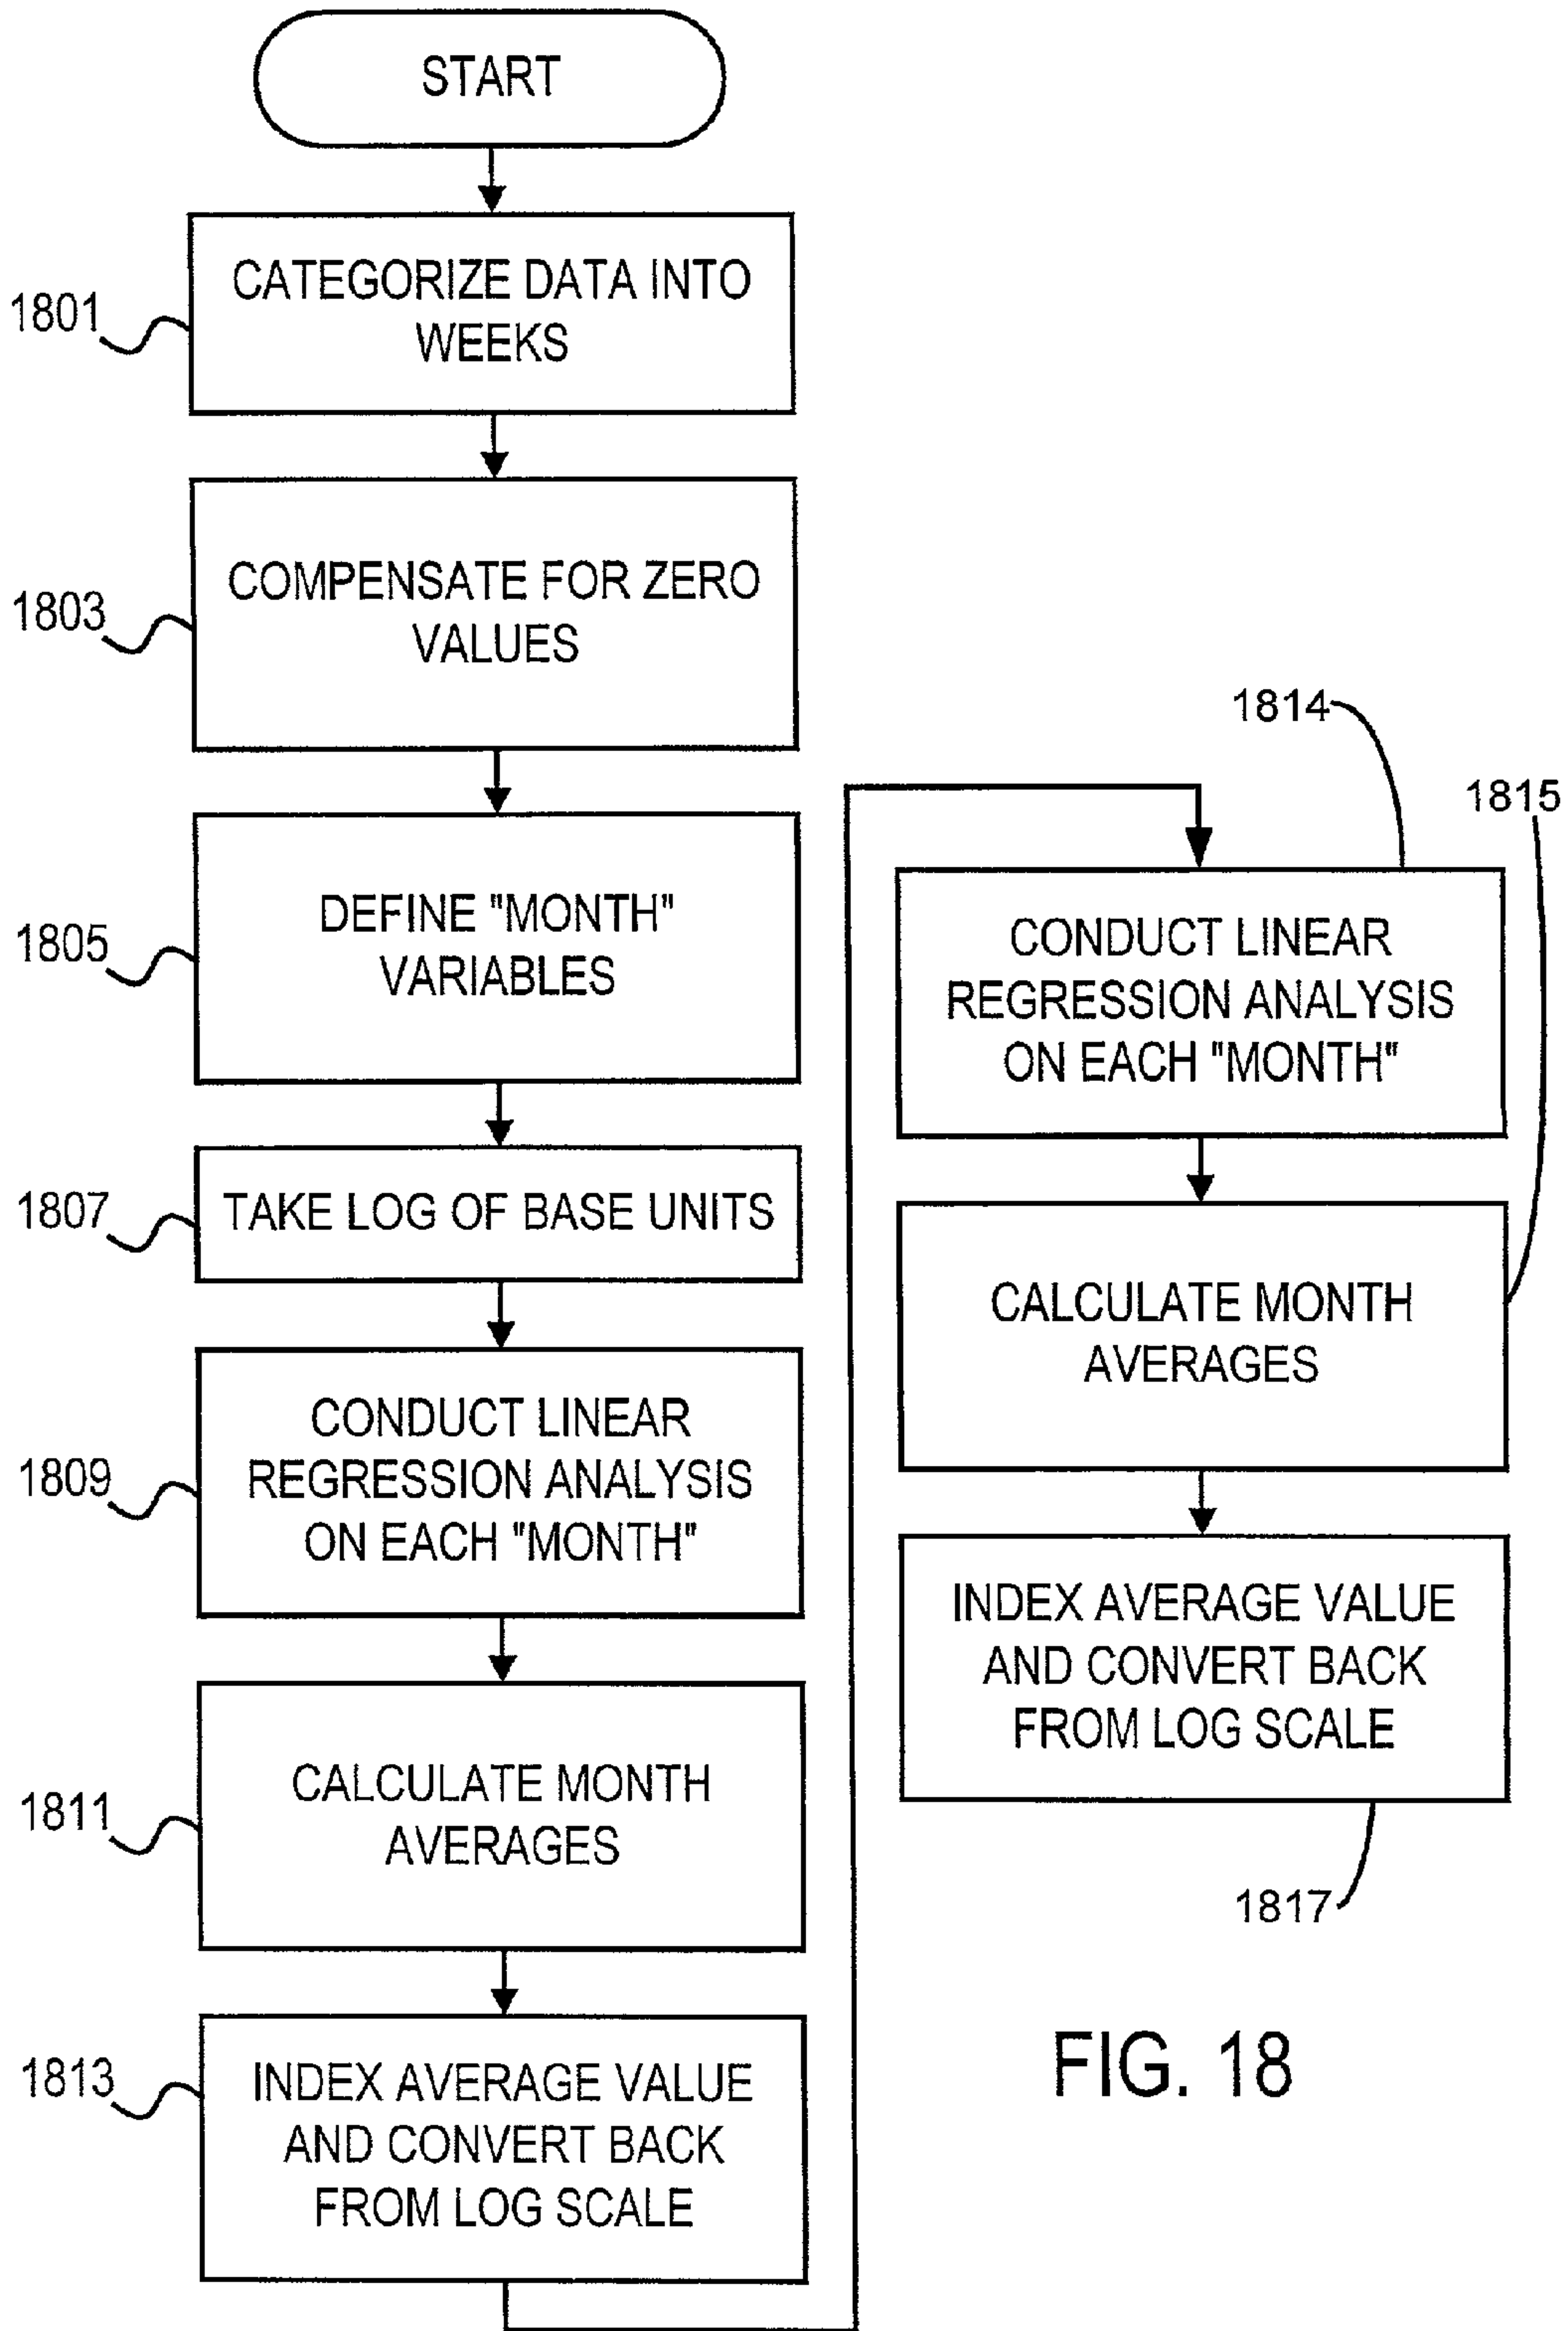 START
1801
CATEGORIZE DATA INTO
WEEKS
1803
COMPENSATE FOR ZERO
VALUES
1805
DEFINE "MONTH"
VARIABLES
1807
TAKE LOG OF BASE UNITS
1809
CONDUCT LINEAR
REGRESSION ANALYSIS
ON EACH "MONTH"
1811
CALCULATE MONTH
AVERAGES
1813
INDEX AVERAGE VALUE
AND CONVERT BACK
FROM LOG SCALE
1814
CONDUCT LINEAR
REGRESSION ANALYSIS
ON EACH "MONTH"
1815
CALCULATE MONTH
AVERAGES
INDEX AVERAGE VALUE
AND CONVERT BACK
FROM LOG SCALE
1817
FIG. 18